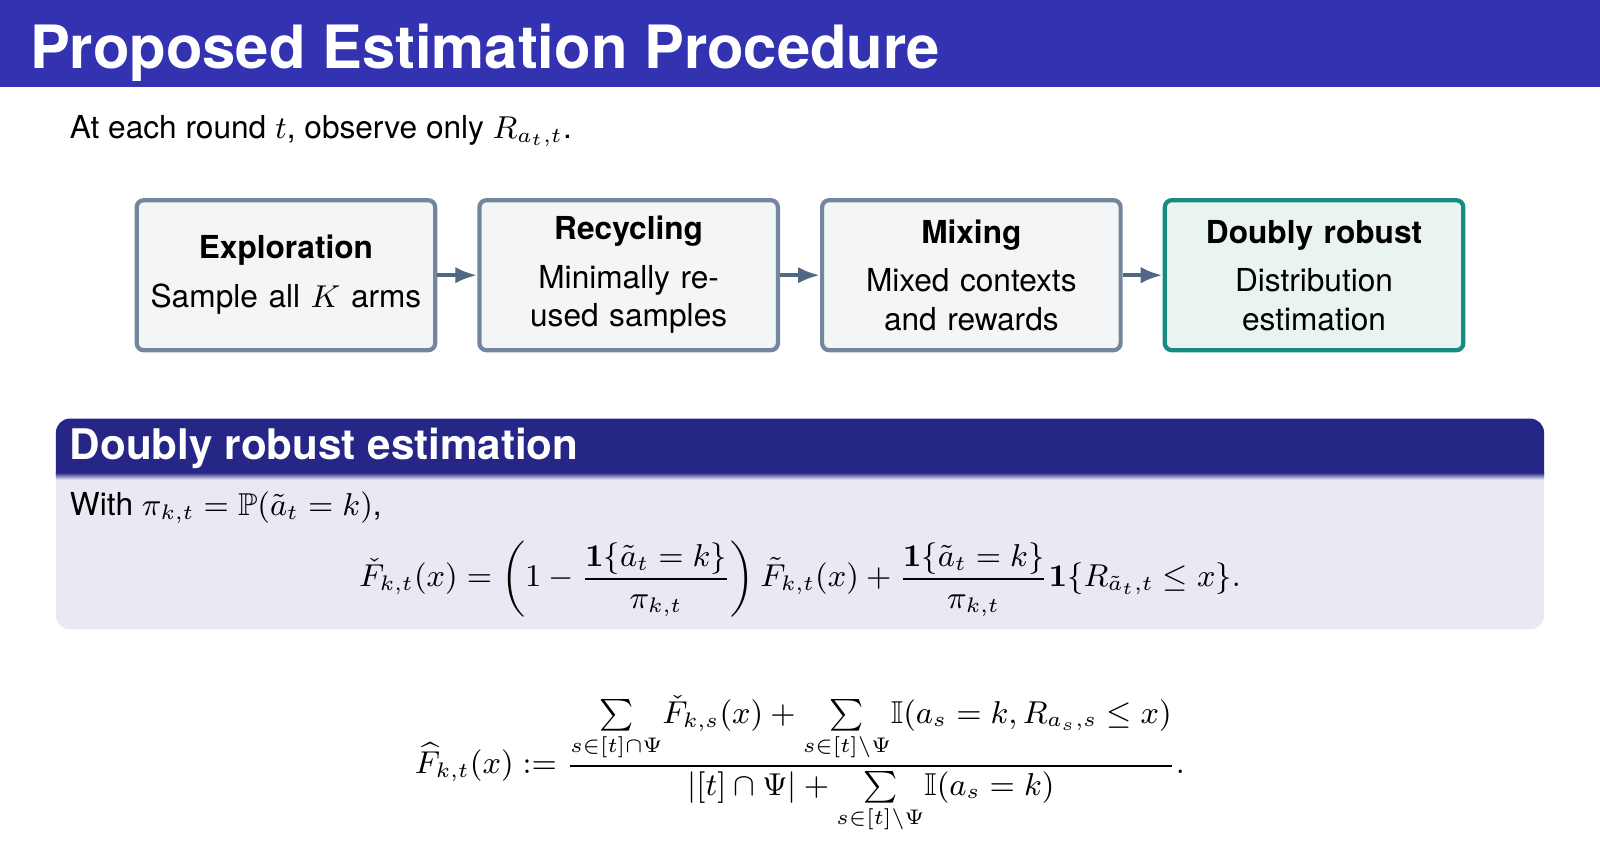 Proposed Estimation Procedure
At each round t, observe only R_{a_t,t}.
Exploration
Sample all K arms
Recycling
Minimally re-
used samples
Mixing
Mixed contexts
and rewards
Doubly robust
Distribution
estimation
Doubly robust estimation
With π_{k,t} = ℙ(ã_t = k),
F̌_{k,t}(x) = (1 − 𝟏{ã_t = k}/π_{k,t}) F̃_{k,t}(x) + 𝟏{ã_t = k}/π_{k,t} 𝟏{R_{ã_t,t} ≤ x}.
F̂_{k,t}(x) := (∑_{s∈[t]∩Ψ} F̌_{k,s}(x) + ∑_{s∈[t]\Ψ} 𝕀(a_s = k, R_{a_s,s} ≤ x)) / (|[t] ∩ Ψ| + ∑_{s∈[t]\Ψ} 𝕀(a_s = k)).